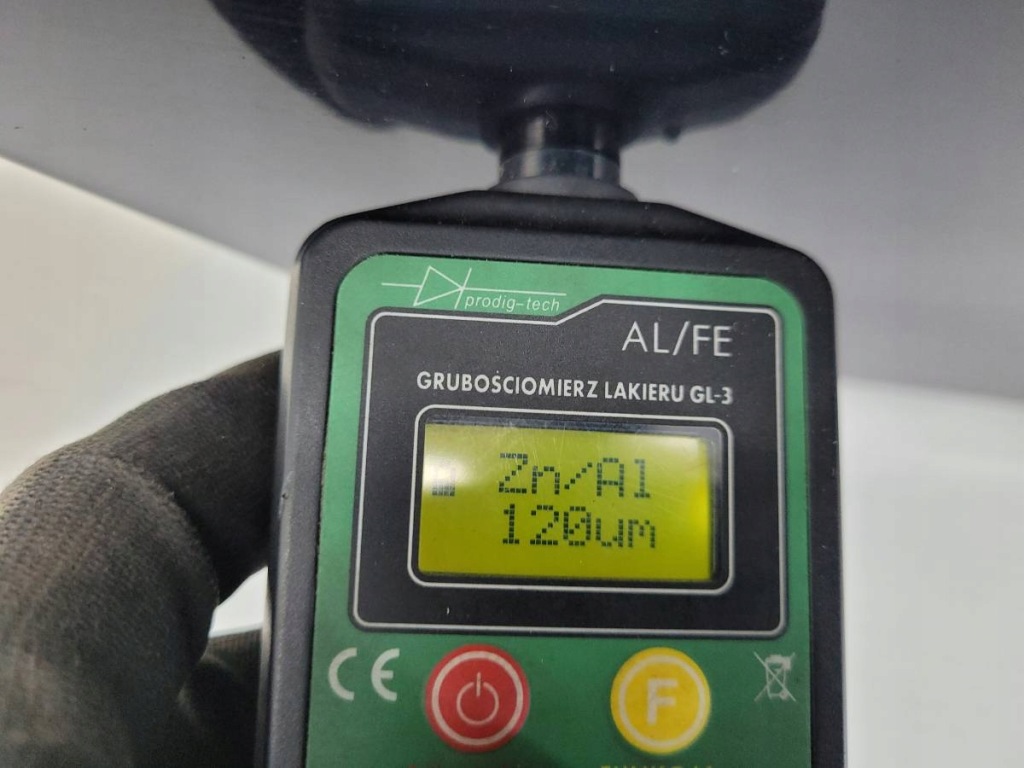 prodig-tech
AL/FE
GRUBOŚCIOMIERZ LAKIERU GL-3
Zn/Al
120um
CE
F